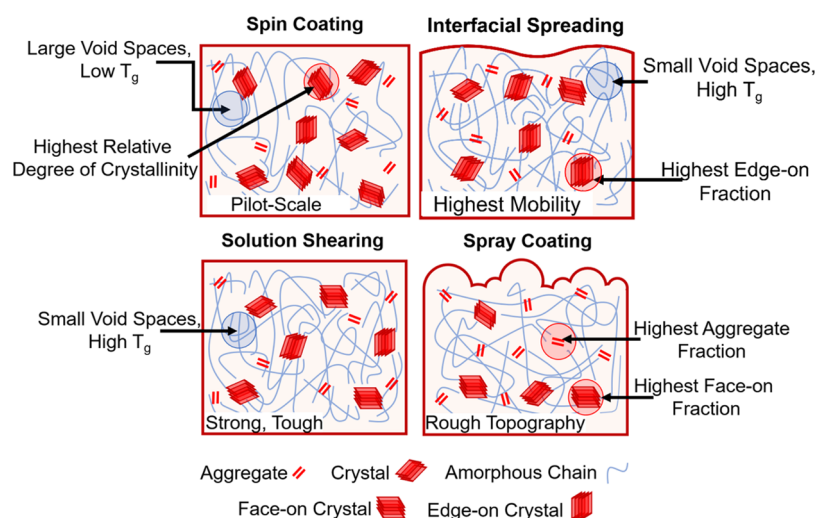 Spin Coating
Interfacial Spreading
Large Void Spaces,
Low Tg
Small Void Spaces,
High Tg
Highest Relative
Degree of Crystallinity
Highest Edge-on
Fraction
Pilot-Scale
Highest Mobility
Solution Shearing
Spray Coating
Small Void Spaces,
High Tg
Highest Aggregate
Fraction
Highest Face-on
Fraction
Strong, Tough
Rough Topography
Aggregate
Crystal
Amorphous Chain
Face-on Crystal
Edge-on Crystal